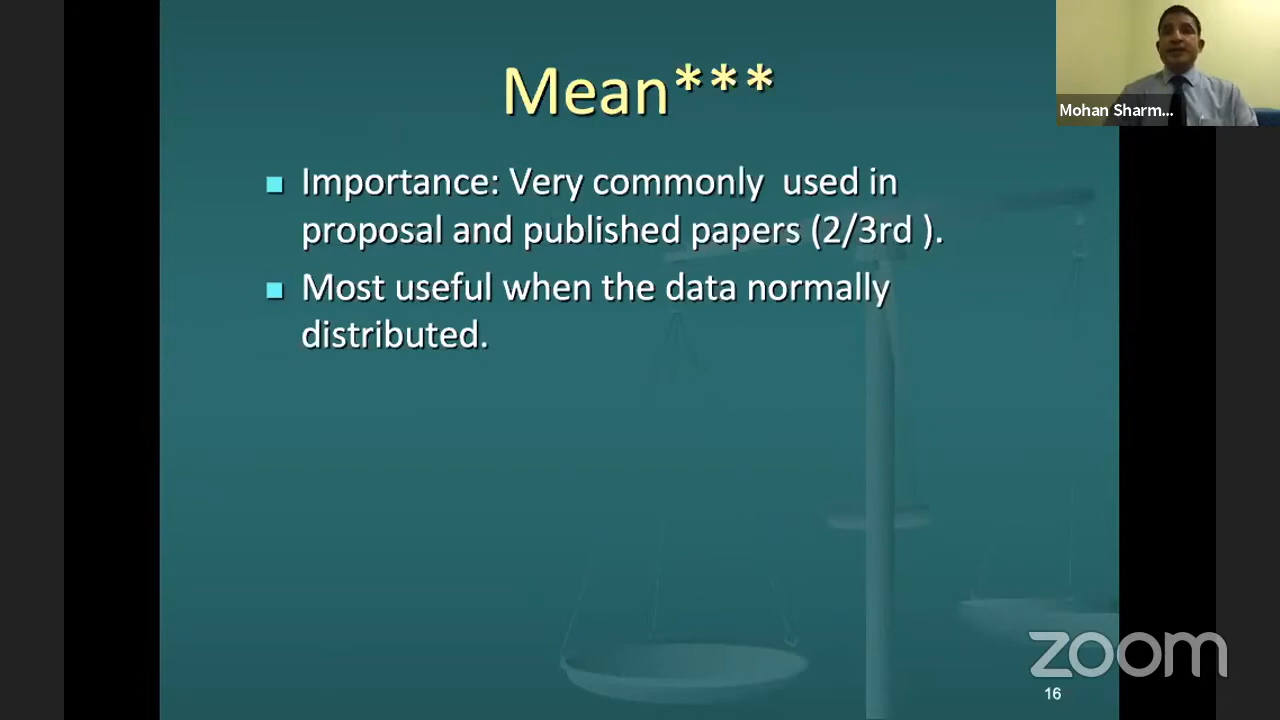 Mean***
Importance: Very commonly used in
proposal and published papers (2/3rd ).
Most useful when the data normally
distributed.
Mohan Sharm...
zoom
16